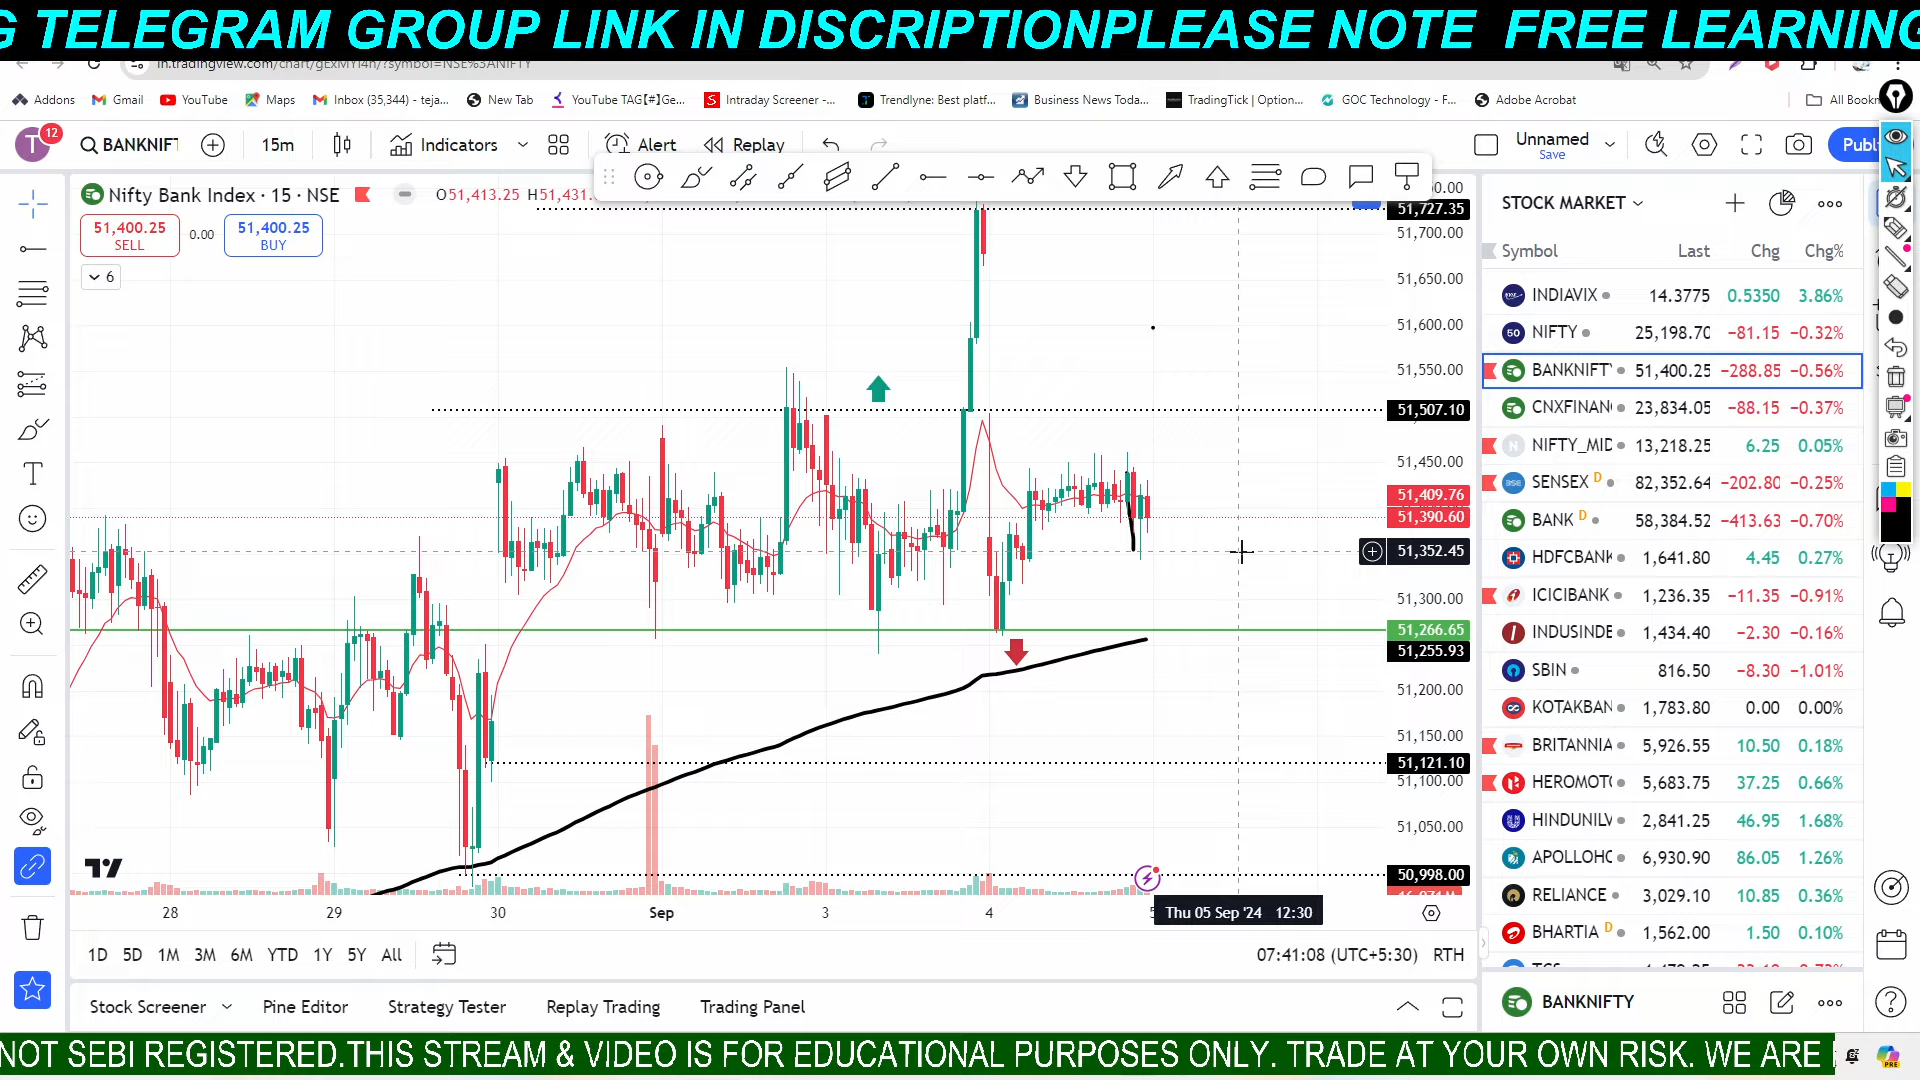 G TELEGRAM GROUP LINK IN DISCRIPTIONPLEASE NOTE FREE LEARNING
in.tradingview.com/chart/gExMYI4h/?symbol=NSE%3ANIFTY
Addons Gmail YouTube Maps Inbox (35,344) - teja... New Tab YouTube TAG【#】Ge... Intraday Screener -... Trendlyne: Best platf... Business News Toda... TradingTick | Option... GOC Technology - F... Adobe Acrobat All Bookm
T 12 BANKNIFT 15m Indicators Alert Replay Unnamed Save Publ
Nifty Bank Index · 15 · NSE O51,413.25 H51,431.
51,400.25 SELL 0.00 51,400.25 BUY
6
51,727.35
51,700.00
51,650.00
51,600.00
51,550.00
51,507.10
51,450.00
51,409.76
51,390.60
51,352.45
51,300.00
51,266.65
51,255.93
51,200.00
51,150.00
51,121.10
51,100.00
51,050.00
50,998.00
28 29 30 Sep 3 4 Thu 05 Sep '24 12:30
1D 5D 1M 3M 6M YTD 1Y 5Y All 07:41:08 (UTC+5:30) RTH
Stock Screener Pine Editor Strategy Tester Replay Trading Trading Panel
STOCK MARKET
Symbol Last Chg Chg%
INDIAVIX 14.3775 0.5350 3.86%
50 NIFTY 25,198.70 −81.15 −0.32%
BANKNIFT 51,400.25 −288.85 −0.56%
CNXFINAN 23,834.05 −88.15 −0.37%
N NIFTY_MID 13,218.25 6.25 0.05%
SENSEX D 82,352.64 −202.80 −0.25%
BANK D 58,384.52 −413.63 −0.70%
HDFCBANK 1,641.80 4.45 0.27%
ICICIBANK 1,236.35 −11.35 −0.91%
INDUSINDB 1,434.40 −2.30 −0.16%
SBIN 816.50 −8.30 −1.01%
KOTAKBAN 1,783.80 0.00 0.00%
BRITANNIA 5,926.55 10.50 0.18%
HEROMOTO 5,683.75 37.25 0.66%
HINDUNILV 2,841.25 46.95 1.68%
APOLLOHO 6,930.90 86.05 1.26%
RELIANCE 3,029.10 10.85 0.36%
BHARTIA D 1,562.00 1.50 0.10%
BANKNIFTY
NOT SEBI REGISTERED.THIS STREAM & VIDEO IS FOR EDUCATIONAL PURPOSES ONLY. TRADE AT YOUR OWN RISK. WE ARE
PRE